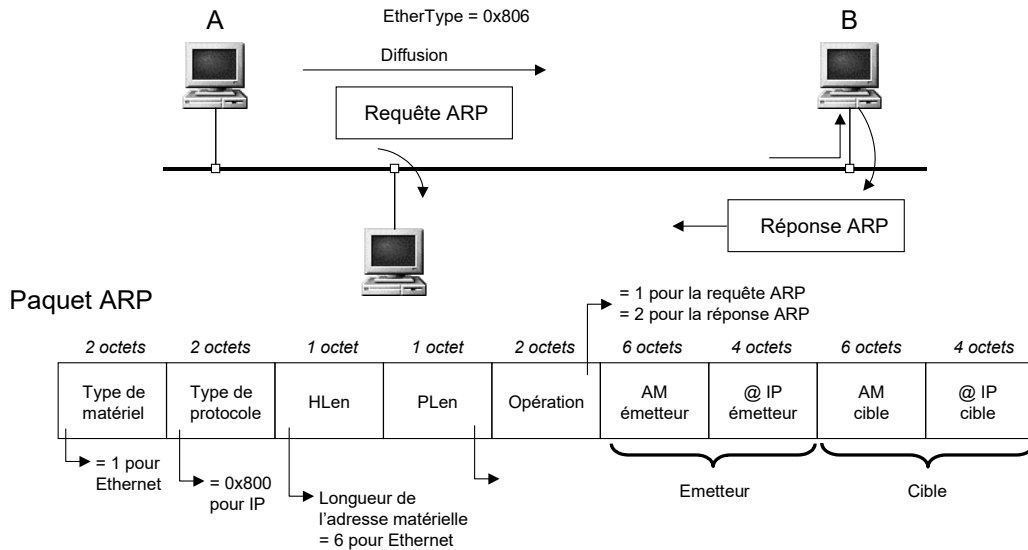 A
EtherType = 0x806
B
Diffusion
Requête ARP
Réponse ARP
Paquet ARP
= 1 pour la requête ARP
= 2 pour la réponse ARP
2 octets
2 octets
1 octet
1 octet
2 octets
6 octets
4 octets
6 octets
4 octets
Type de
matériel
Type de
protocole
HLen
PLen
Opération
AM
émetteur
@ IP
émetteur
AM
cible
@ IP
cible
= 1 pour
Ethernet
= 0x800
pour IP
Longueur de
l'adresse matérielle
= 6 pour Ethernet
Emetteur
Cible